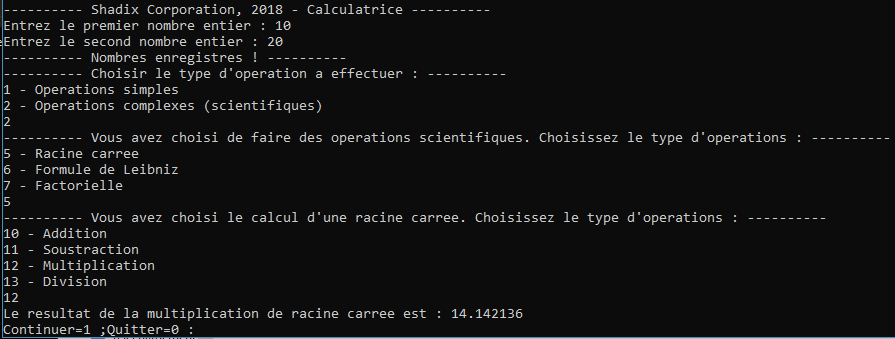 ---------- Shadix Corporation, 2018 - Calculatrice ----------
Entrez le premier nombre entier : 10
Entrez le second nombre entier : 20
---------- Nombres enregistres ! ----------
---------- Choisir le type d'operation a effectuer : ----------
1 - Operations simples
2 - Operations complexes (scientifiques)
2
---------- Vous avez choisi de faire des operations scientifiques. Choisissez le type d'operations : ----------
5 - Racine carree
6 - Formule de Leibniz
7 - Factorielle
5
---------- Vous avez choisi le calcul d'une racine carree. Choisissez le type d'operations : ----------
10 - Addition
11 - Soustraction
12 - Multiplication
13 - Division
12
Le resultat de la multiplication de racine carree est : 14.142136
Continuer=1 ;Quitter=0 :